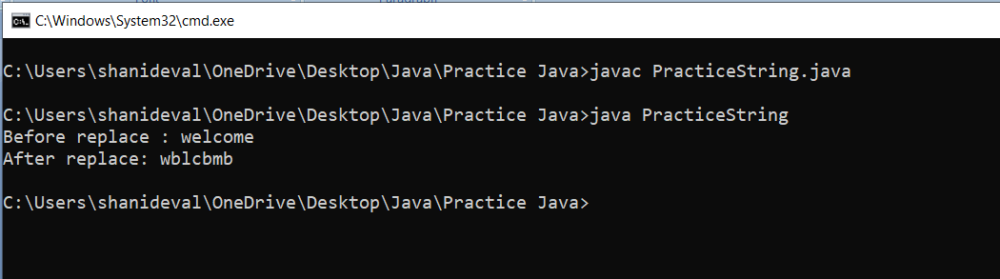 C:\Windows\System32\cmd.exe
C:\Users\shanideval\OneDrive\Desktop\Java\Practice Java>javac PracticeString.java
C:\Users\shanideval\OneDrive\Desktop\Java\Practice Java>java PracticeString
Before replace : welcome
After replace: wblcbmb
C:\Users\shanideval\OneDrive\Desktop\Java\Practice Java>